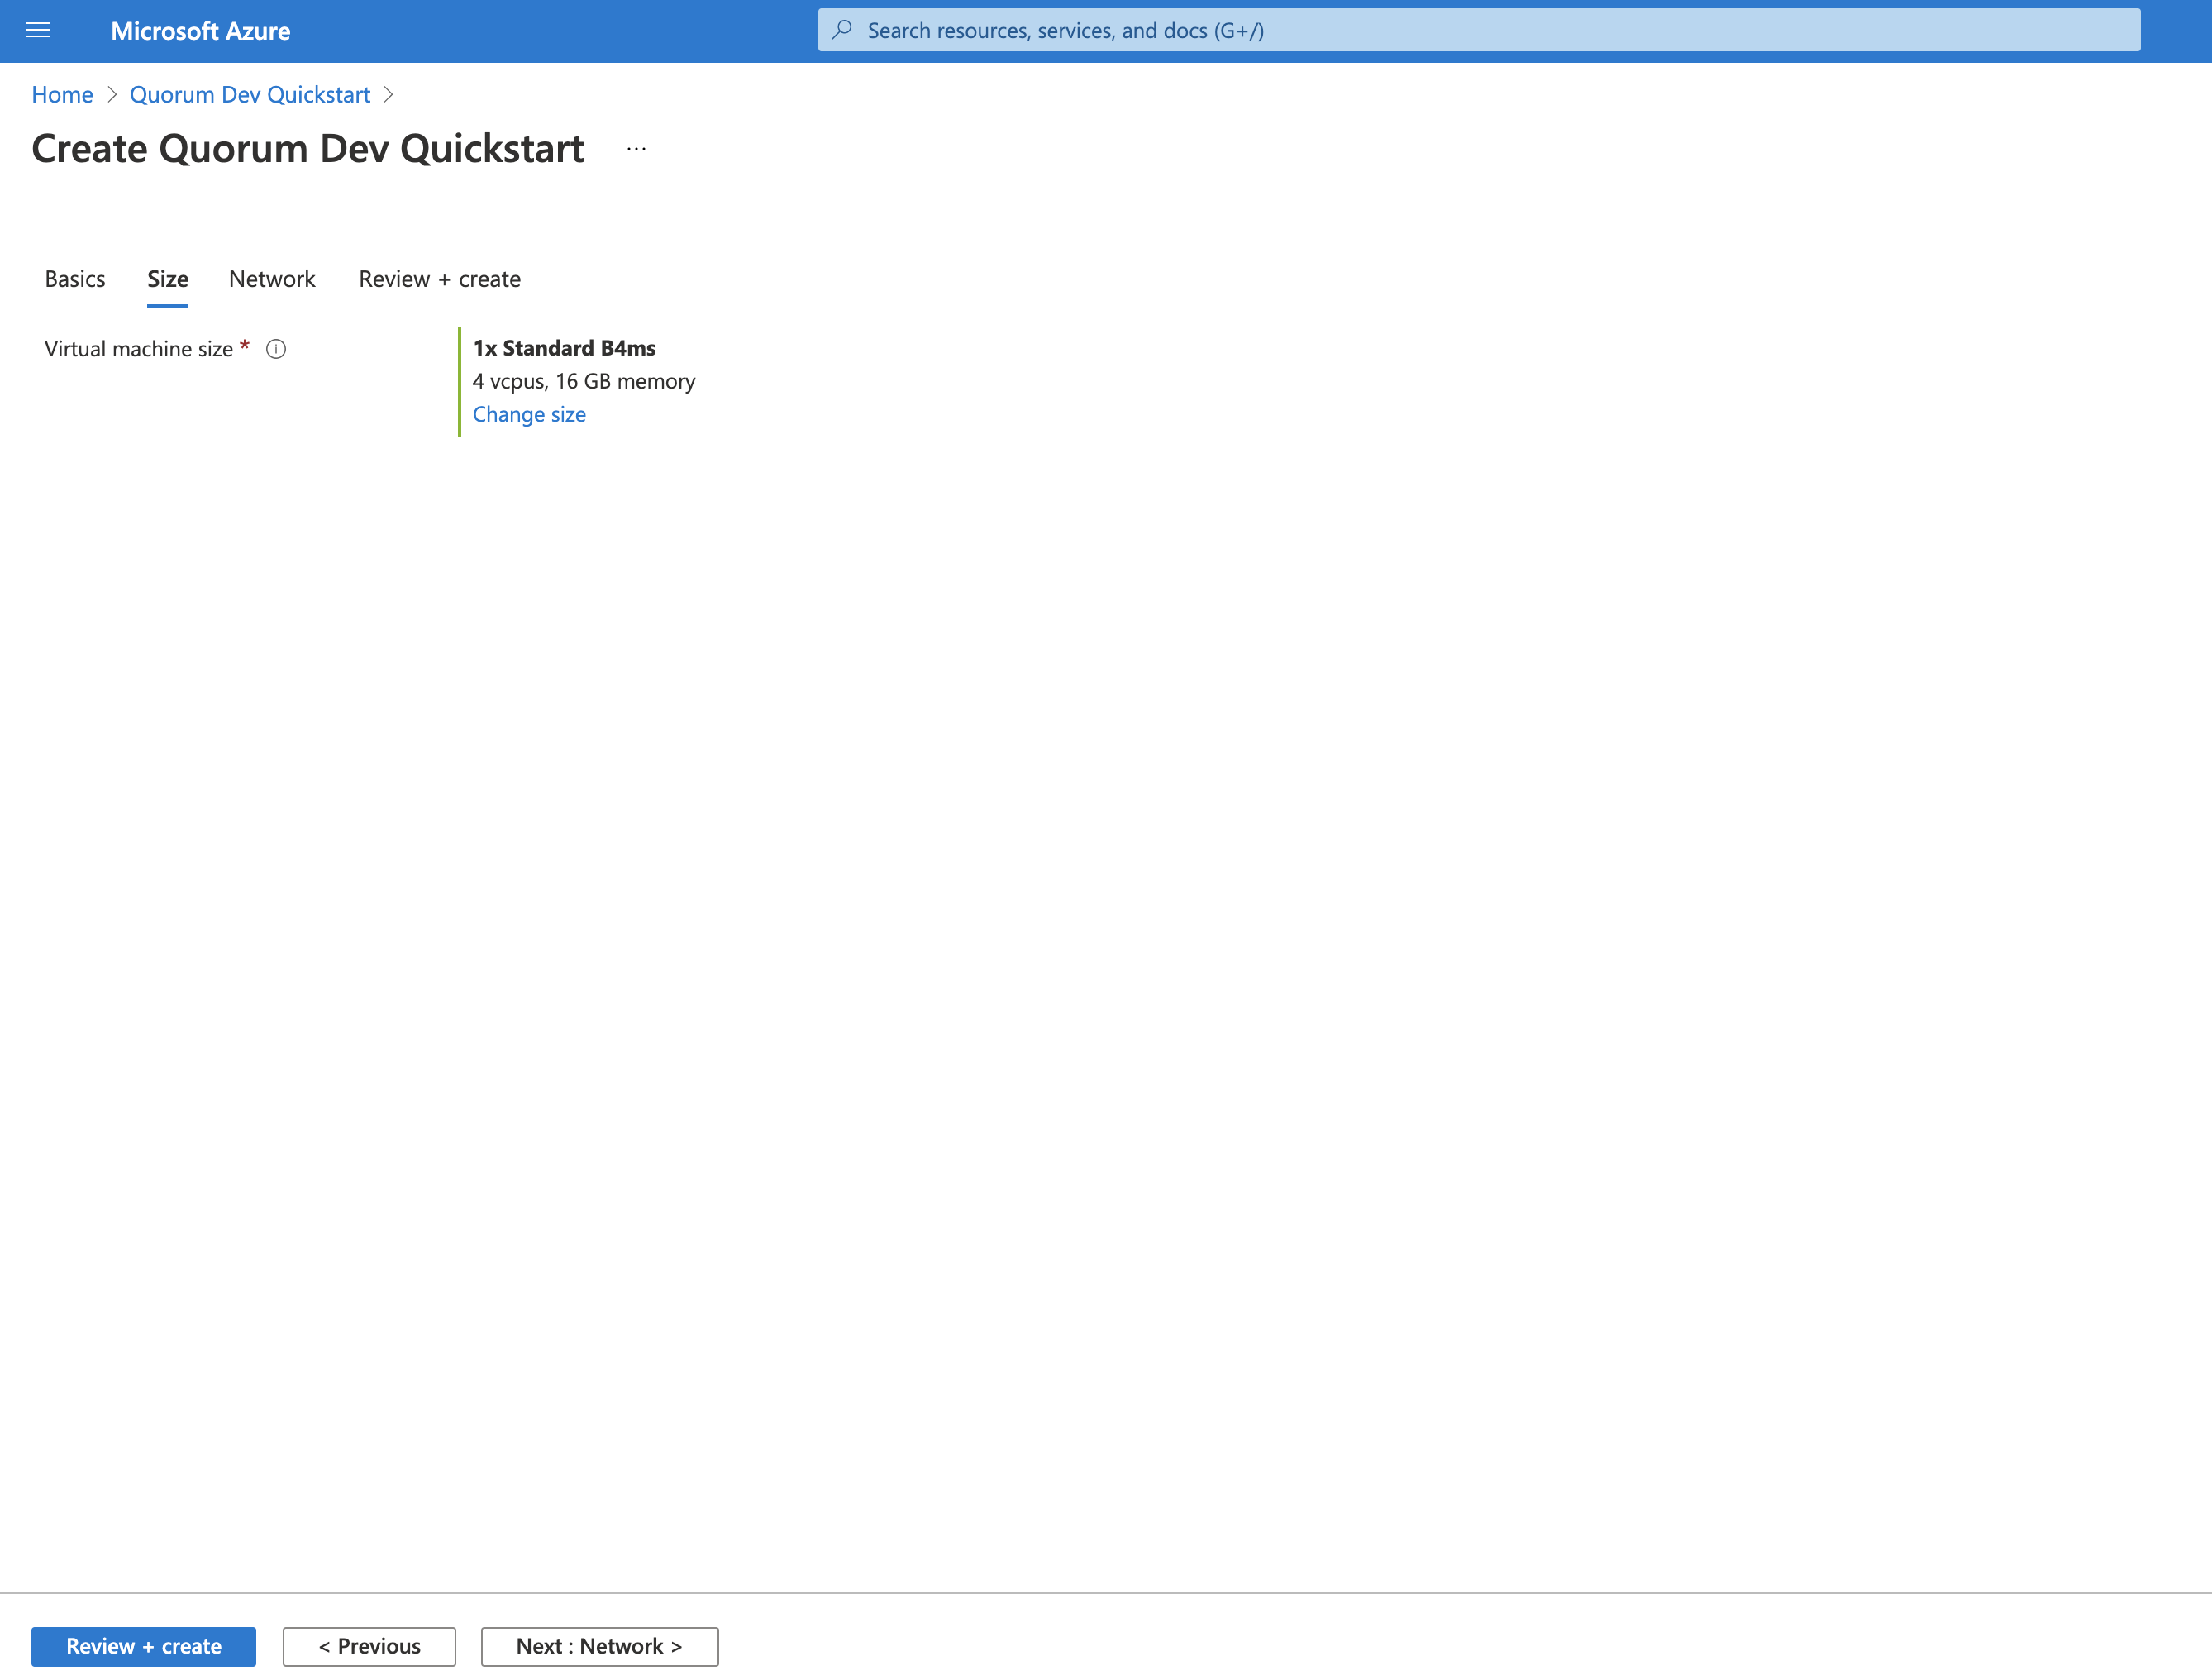 Microsoft Azure
Search resources, services, and docs (G+/)
Home > Quorum Dev Quickstart >
Create Quorum Dev Quickstart ...
Basics Size Network Review + create
Virtual machine size *
1x Standard B4ms
4 vcpus, 16 GB memory
Change size
Review + create < Previous Next : Network >